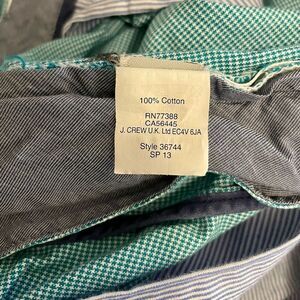 100% Cotton
RN77388
CA56445
J. CREW U.K. Ltd EC4V 6JA
Style 36744
SP 13